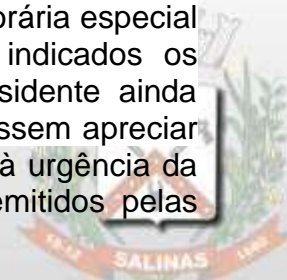 orária especial
indicados os
sidente ainda
ssem apreciar
à urgência da
emitidos pelas
SALINAS